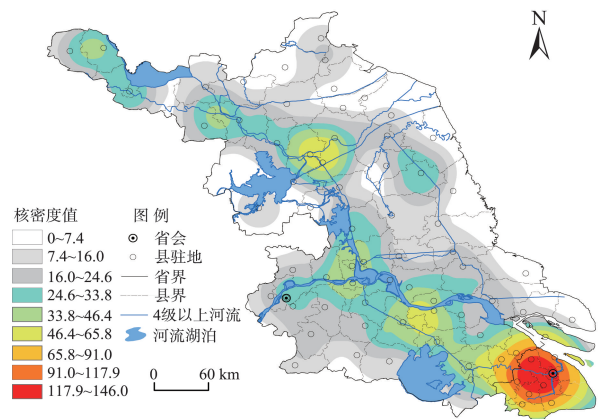 N
核密度值
0~7.4
7.4~16.0
16.0~24.6
24.6~33.8
33.8~46.4
46.4~65.8
65.8~91.0
91.0~117.9
117.9~146.0
图 例
省会
县驻地
省界
县界
4级以上河流
河流湖泊
0 60 km